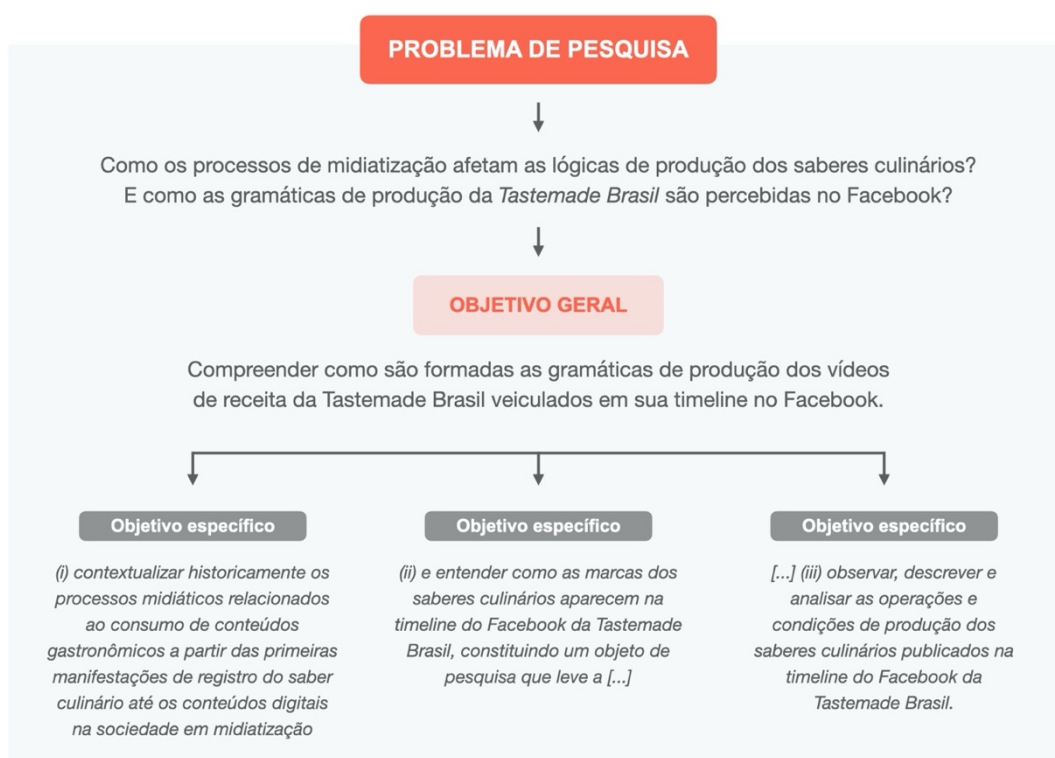 PROBLEMA DE PESQUISA
Como os processos de midiatização afetam as lógicas de produção dos saberes culinários?
E como as gramáticas de produção da Tastemade Brasil são percebidas no Facebook?
OBJETIVO GERAL
Compreender como são formadas as gramáticas de produção dos vídeos
de receita da Tastemade Brasil veiculados em sua timeline no Facebook.
Objetivo específico
(i) contextualizar historicamente os
processos midiáticos relacionados
ao consumo de conteúdos
gastronômicos a partir das primeiras
manifestações de registro do saber
culinário até os conteúdos digitais
na sociedade em midiatização
Objetivo específico
(ii) e entender como as marcas dos
saberes culinários aparecem na
timeline do Facebook da Tastemade
Brasil, constituindo um objeto de
pesquisa que leve a [...]
Objetivo específico
[...] (iii) observar, descrever e
analisar as operações e
condições de produção dos
saberes culinários publicados na
timeline do Facebook da
Tastemade Brasil.